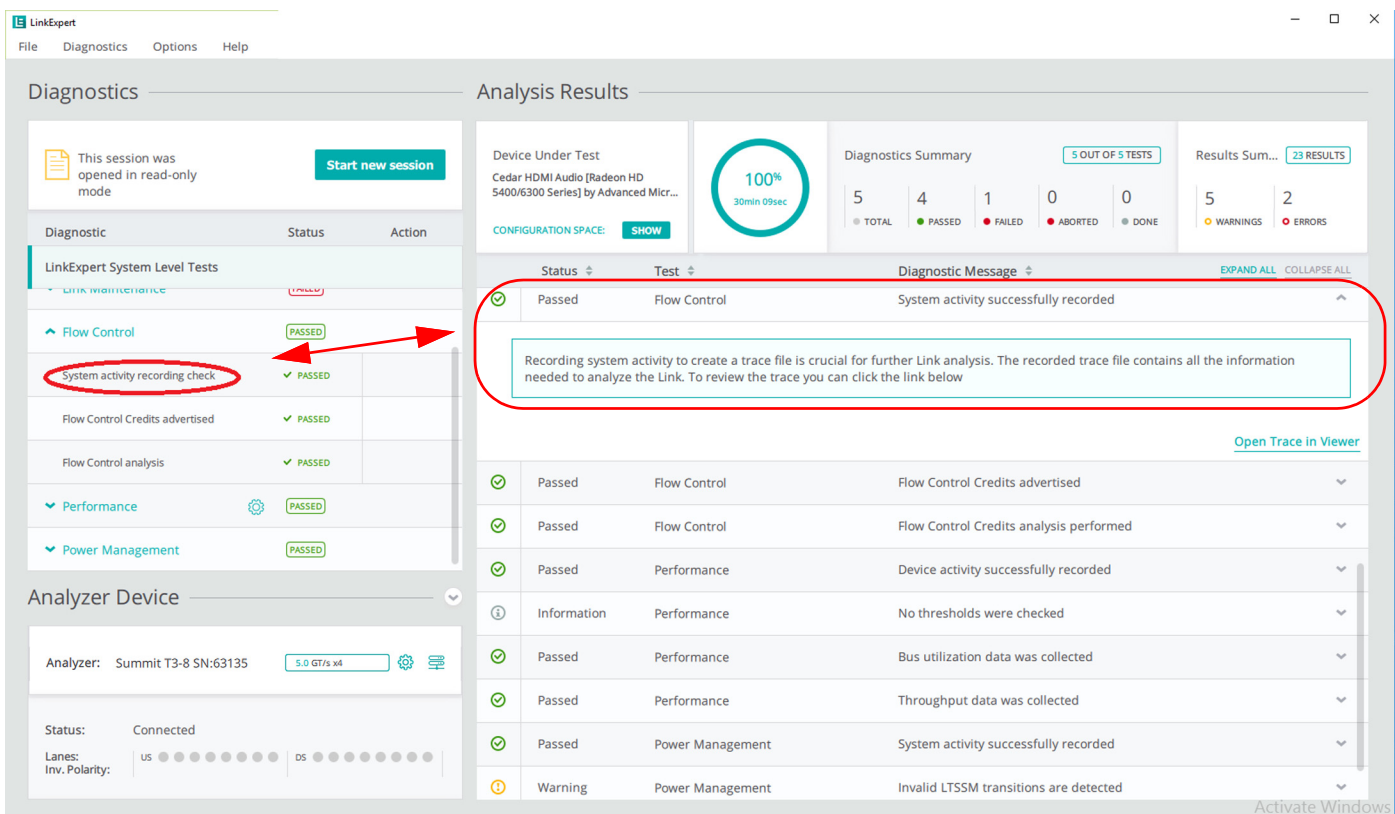 LinkExpert
File Diagnostics Options Help
Diagnostics
This session was
opened in read-only
mode
Start new session
Diagnostic Status Action
LinkExpert System Level Tests
Link Maintenance FAILED
Flow Control PASSED
System activity recording check PASSED
Flow Control Credits advertised PASSED
Flow Control analysis PASSED
Performance PASSED
Power Management PASSED
Analyzer Device
Analyzer: Summit T3-8 SN:63135 5.0 GT/s x4
Status: Connected
Lanes: US DS
Inv. Polarity:
Analysis Results
Device Under Test
Cedar HDMI Audio [Radeon HD
5400/6300 Series] by Advanced Micr...
CONFIGURATION SPACE: SHOW
100%
30min 09sec
Diagnostics Summary 5 OUT OF 5 TESTS
5 4 1 0 0
TOTAL PASSED FAILED ABORTED DONE
Results Sum... 23 RESULTS
5 2
WARNINGS ERRORS
Status Test Diagnostic Message EXPAND ALL COLLAPSE ALL
Passed Flow Control System activity successfully recorded
Recording system activity to create a trace file is crucial for further Link analysis. The recorded trace file contains all the information
needed to analyze the Link. To review the trace you can click the link below
Open Trace in Viewer
Passed Flow Control Flow Control Credits advertised
Passed Flow Control Flow Control Credits analysis performed
Passed Performance Device activity successfully recorded
Information Performance No thresholds were checked
Passed Performance Bus utilization data was collected
Passed Performance Throughput data was collected
Passed Power Management System activity successfully recorded
Warning Power Management Invalid LTSSM transitions are detected
Activate Windows